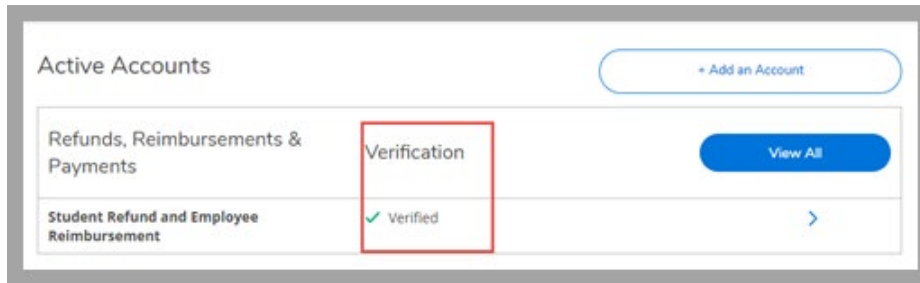 Active Accounts
+ Add an Account
Refunds, Reimbursements &
Payments
Verification
View All
Student Refund and Employee
Reimbursement
Verified